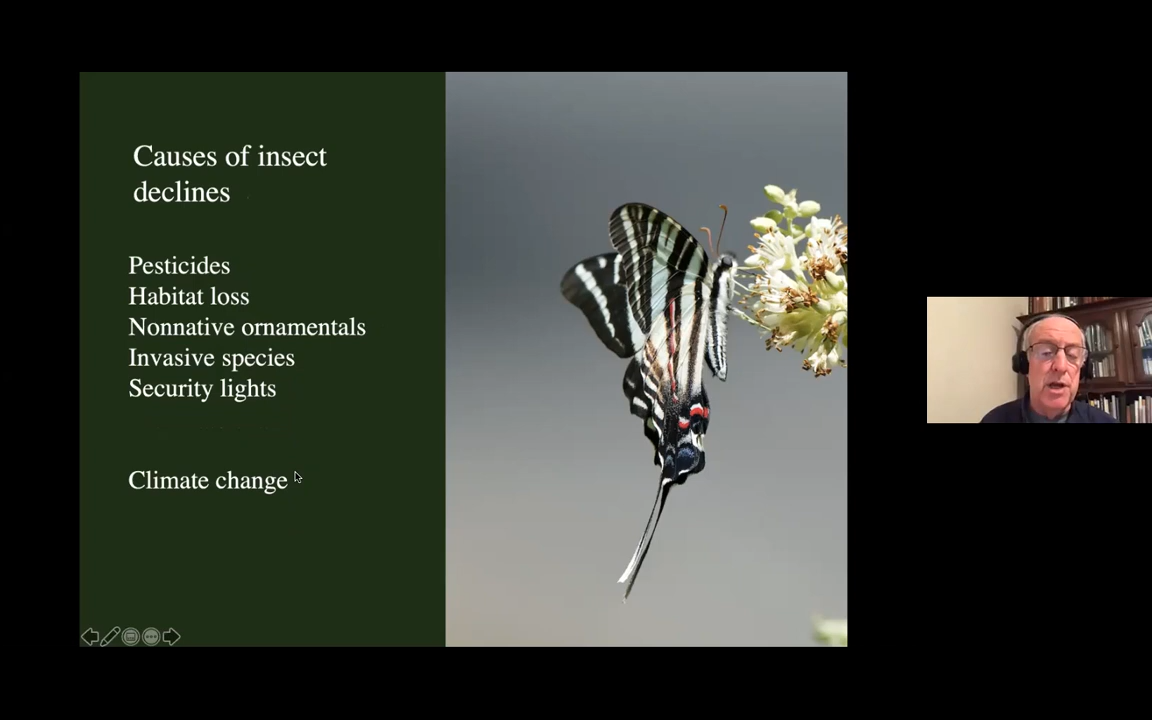 Causes of insect
declines
Pesticides
Habitat loss
Nonnative ornamentals
Invasive species
Security lights
Climate change